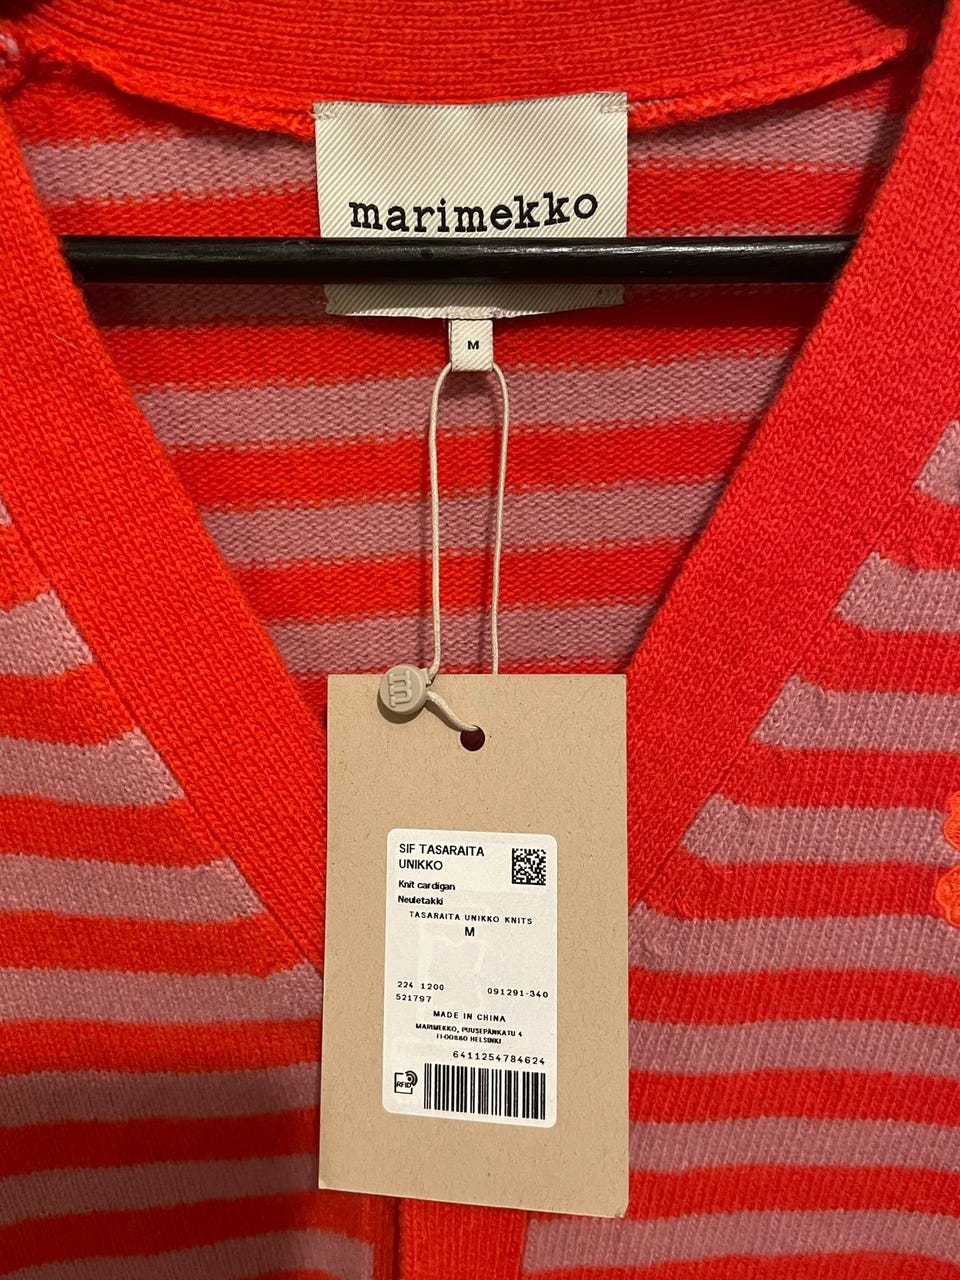 marimekko
M
m
SIF TASARAITA
UNIKKO
Knit cardigan
Neuletakki
TASARAITA UNIKKO KNITS
M
224 1200 091291-340
521797
MADE IN CHINA
MARIMEKKO, PUUSEPÄNKATU 4
FI-00880 HELSINKI
6411254784624
RFID